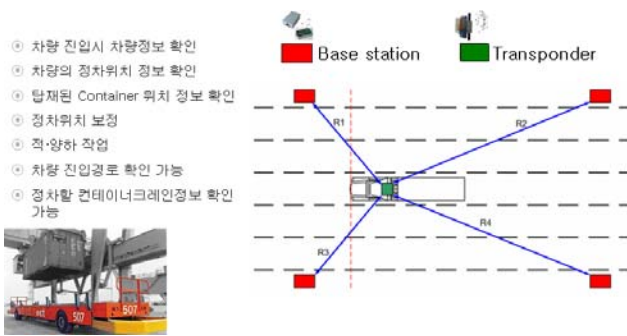 차량 진입시 차량정보 확인
차량의 정차위치 정보 확인
탑재된 Container 위치 정보 확인
정차위치 보정
적·양하 작업
차량 진입경로 확인 가능
정차할 컨테이너크레인정보 확인
가능
Base station
Transponder
R1
R2
R3
R4
507
ect
507